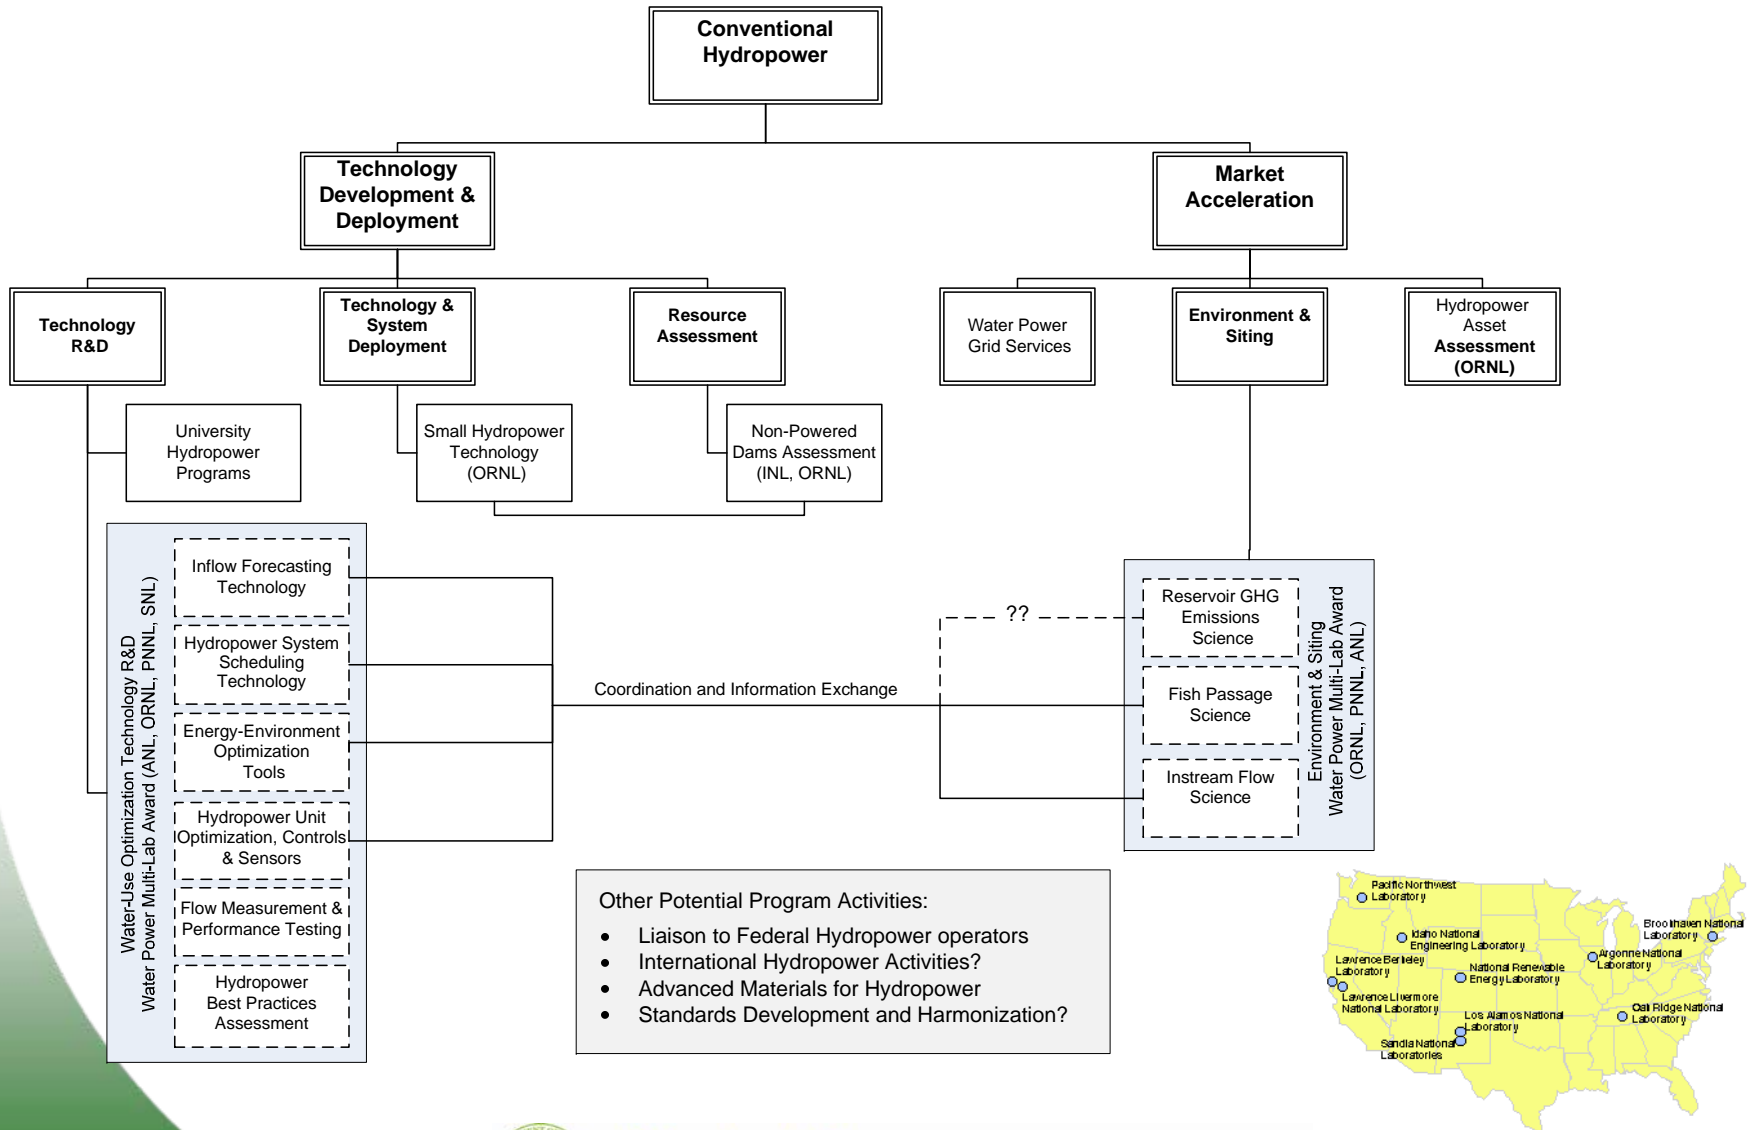 Conventional
Hydropower
Technology
Development &
Deployment
Market
Acceleration
Technology
R&D
Technology &
System
Deployment
Resource
Assessment
Water Power
Grid Services
Environment &
Siting
Hydropower
Asset
Assessment
(ORNL)
University
Hydropower
Programs
Small Hydropower
Technology
(ORNL)
Non-Powered
Dams Assessment
(INL, ORNL)
Water-Use Optimization Technology R&D
Water Power Multi-Lab Award (ANL, ORNL, PNNL, SNL)
Inflow Forecasting
Technology
Hydropower System
Scheduling
Technology
Energy-Environment
Optimization
Tools
Hydropower Unit
Optimization, Controls
& Sensors
Flow Measurement &
Performance Testing
Hydropower
Best Practices
Assessment
Coordination and Information Exchange
??
Reservoir GHG
Emissions
Science
Fish Passage
Science
Instream Flow
Science
Environment & Siting
Water Power Multi-Lab Award
(ORNL, PNNL, ANL)
Other Potential Program Activities:
• Liaison to Federal Hydropower operators
• International Hydropower Activities?
• Advanced Materials for Hydropower
• Standards Development and Harmonization?
Pacific Northwest
Laboratory
Idaho National
Engineering Laboratory
Lawrence Berkeley
Laboratory
Lawrence Livermore
National Laboratory
National Renewable
Energy Laboratory
Los Alamos National
Laboratory
Sandia National
Laboratories
Argonne National
Laboratory
Brookhaven National
Laboratory
Oak Ridge National
Laboratory